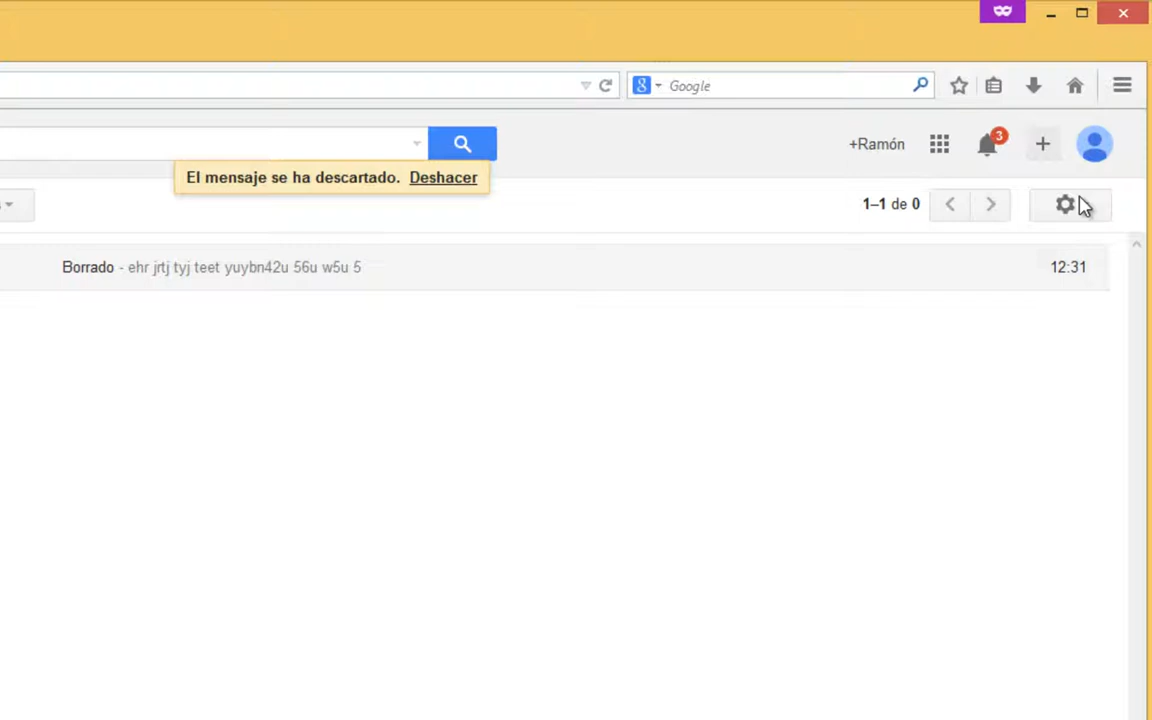 Google
+Ramón
3
El mensaje se ha descartado. Deshacer
1–1 de 0
Borrado - ehr jrtj tyj teet yuybn42u 56u w5u 5
12:31